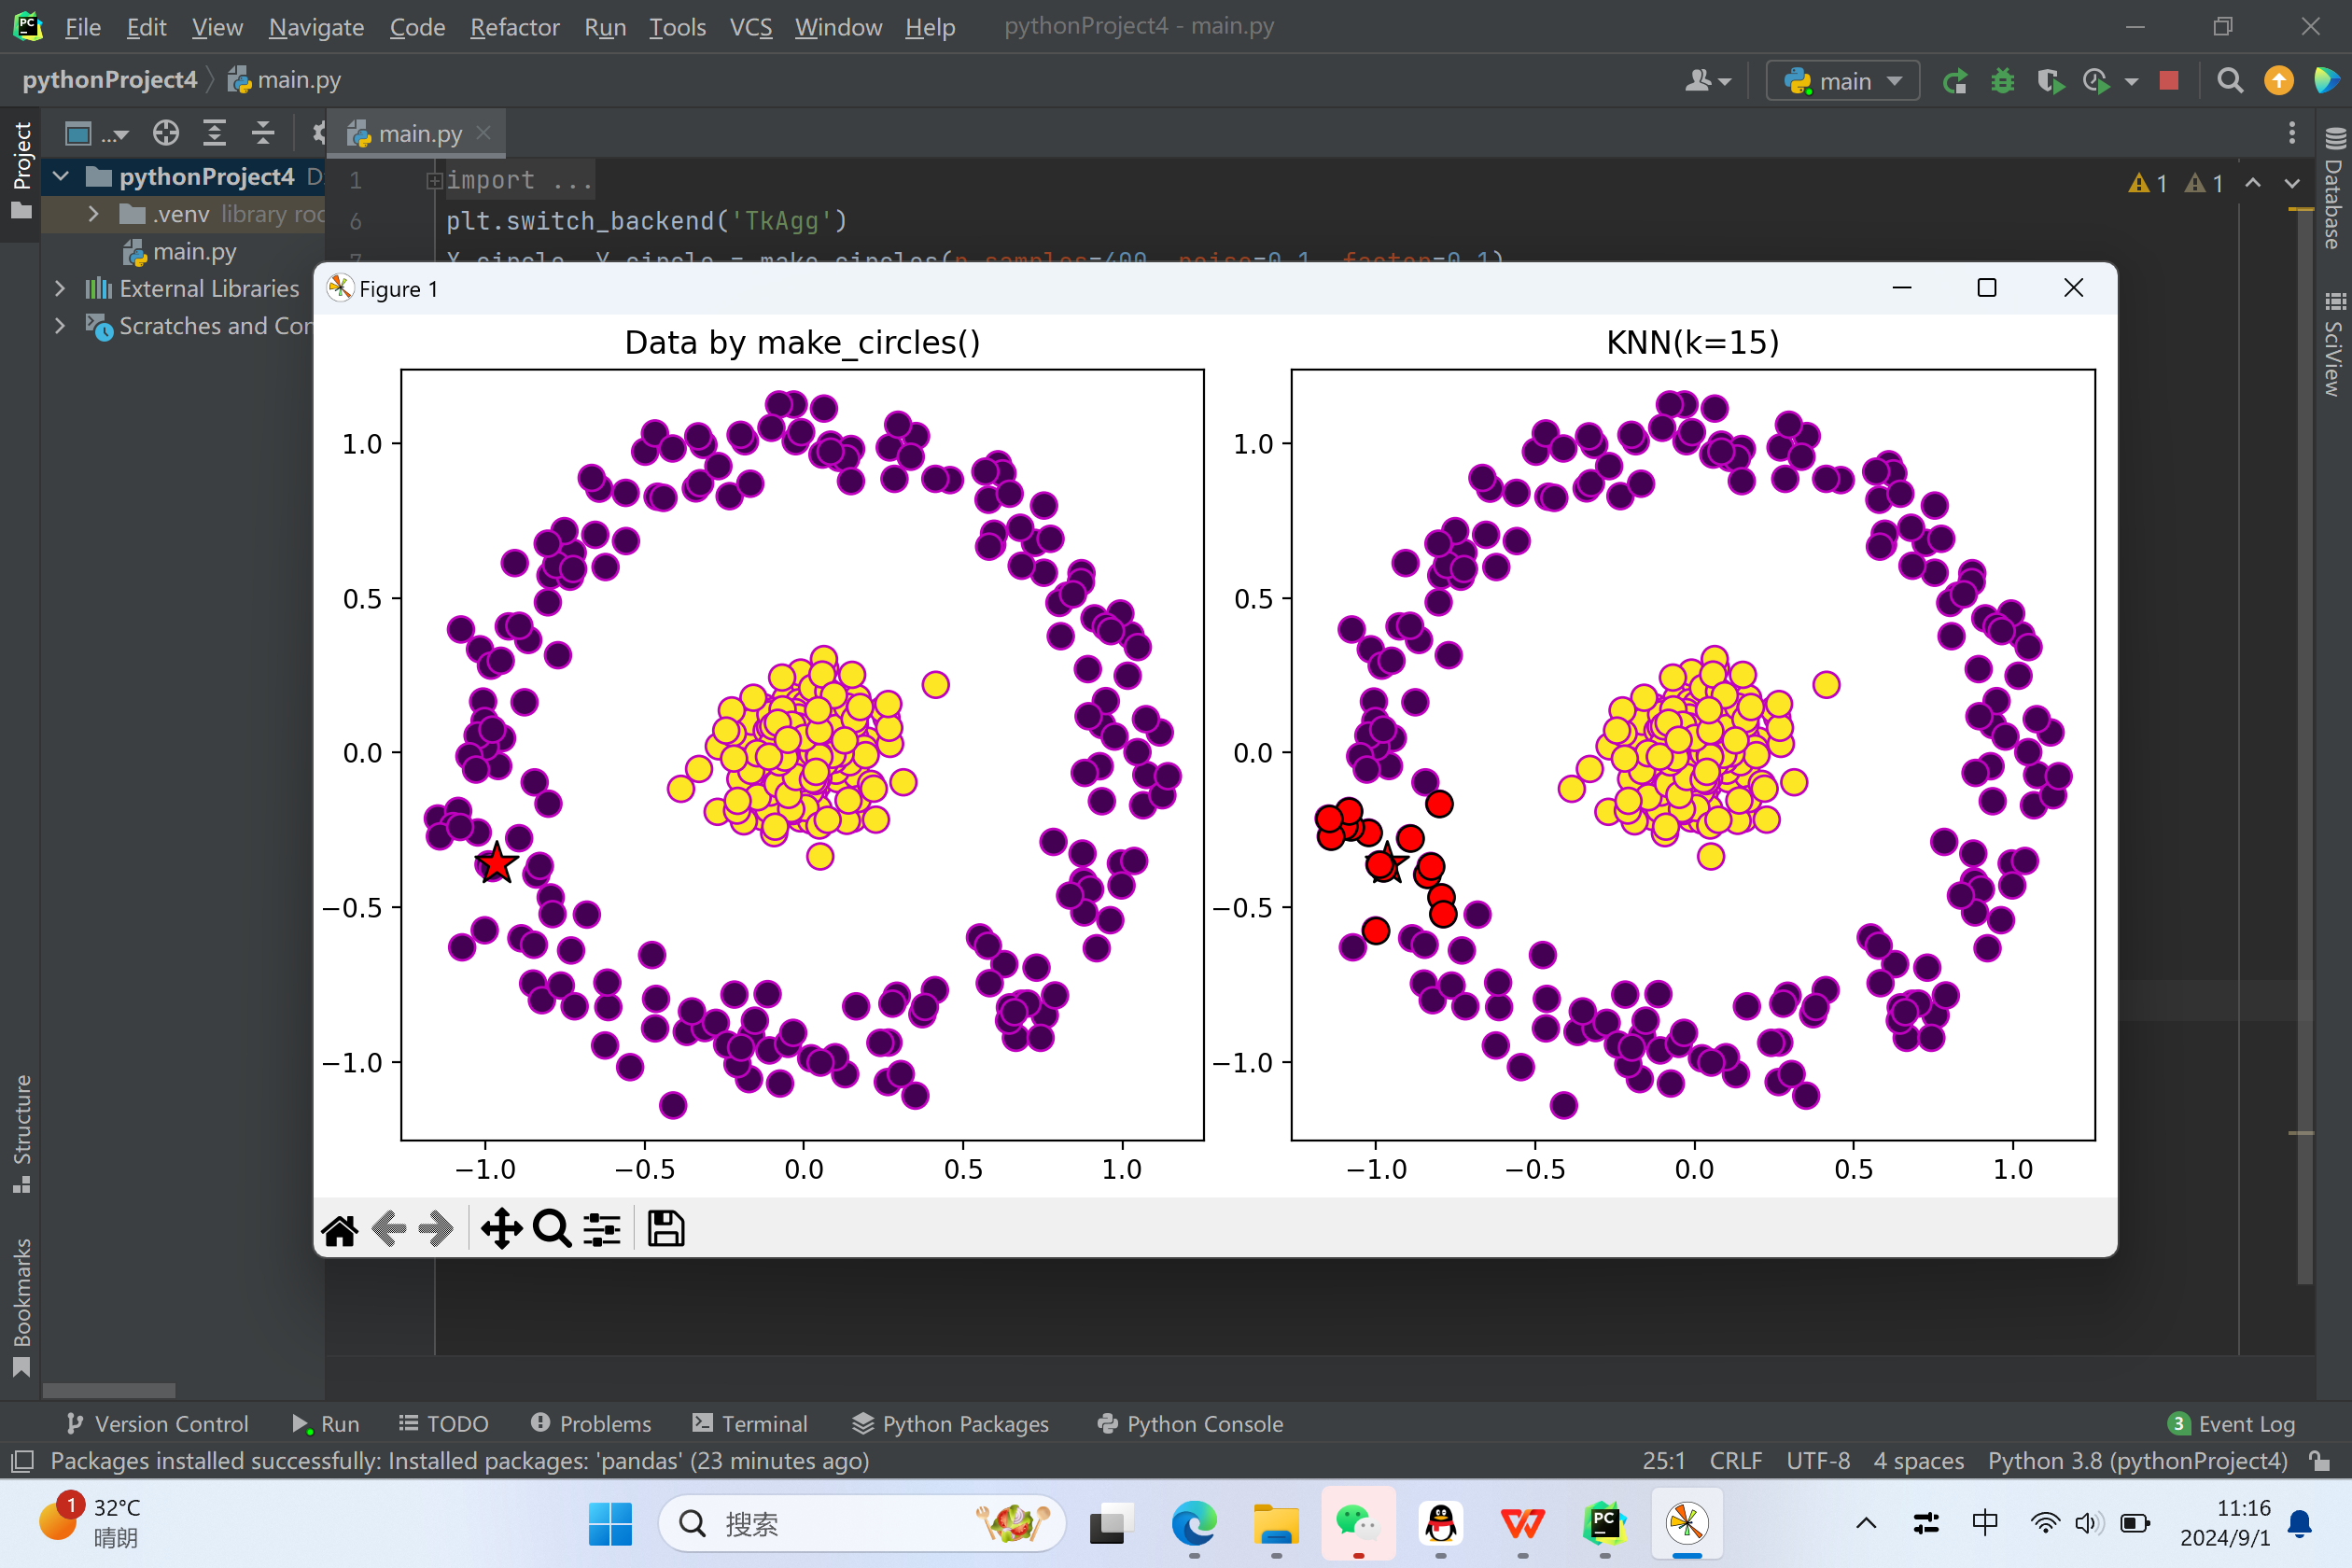 File Edit View Navigate Code Refactor Run Tools VCS Window Help pythonProject4 - main.py
pythonProject4 main.py main
Project
... main.py
pythonProject4 D:
.venv library roo
main.py
External Libraries
Scratches and Con
1 import ...
6 plt.switch_backend('TkAgg')
7 X_circle, Y_circle = make_circles(n_samples=400, noise=0.1, factor=0.1)
1 1
Database
SciView
Figure 1
Data by make_circles()
1.0
0.5
0.0
−0.5
−1.0
−1.0 −0.5 0.0 0.5 1.0
KNN(k=15)
1.0
0.5
0.0
−0.5
−1.0
−1.0 −0.5 0.0 0.5 1.0
Structure
Bookmarks
Version Control Run TODO Problems Terminal Python Packages Python Console 3 Event Log
Packages installed successfully: Installed packages: 'pandas' (23 minutes ago) 25:1 CRLF UTF-8 4 spaces Python 3.8 (pythonProject4)
1 32°C
晴朗
搜索
PC
中
11:16
2024/9/1